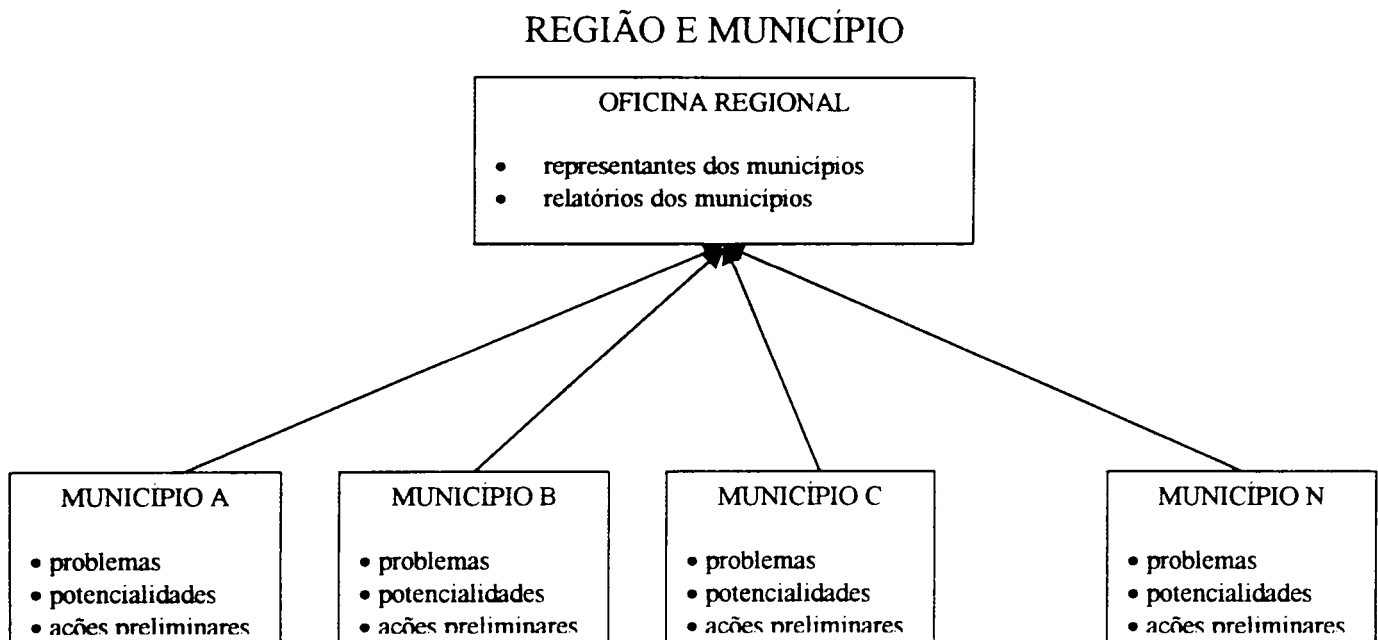 REGIÃO E MUNICÍPIO
OFICINA REGIONAL
• representantes dos municípios
• relatórios dos municípios
MUNICÍPIO A
• problemas
• potencialidades
• ações preliminares
MUNICÍPIO B
• problemas
• potencialidades
• ações preliminares
MUNICÍPIO C
• problemas
• potencialidades
• ações preliminares
MUNICÍPIO N
• problemas
• potencialidades
• ações preliminares